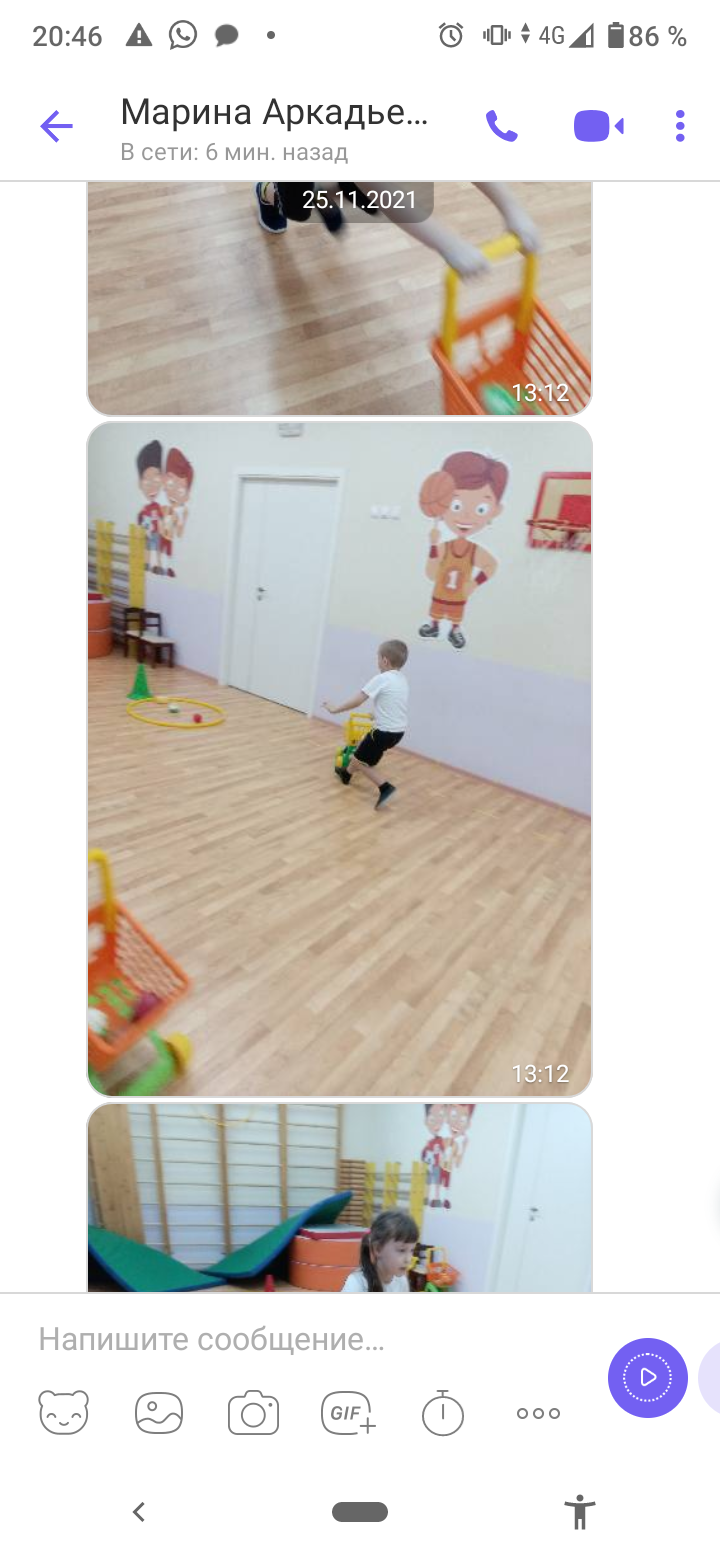 20:46 4G 86 %
Марина Аркадье...
В сети: 6 мин. назад
25.11.2021
13:12
1
13:12
Напишите сообщение...
GIF